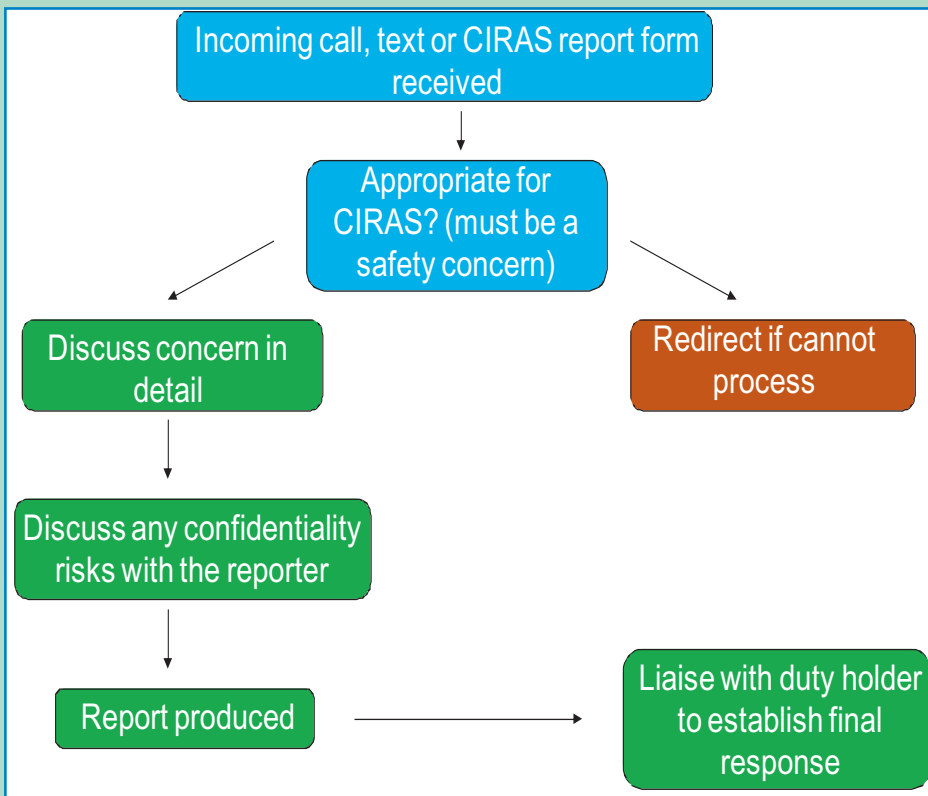 Incoming call, text or CIRAS report form
received
Appropriate for
CIRAS? (must be a
safety concern)
Discuss concern in
detail
Redirect if cannot
process
Discuss any confidentiality
risks with the reporter
Report produced
Liaise with duty holder
to establish final
response